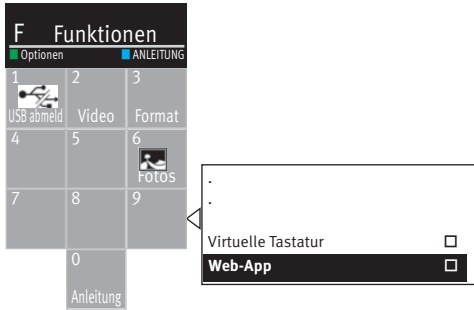 F Funktionen
Optionen ANLEITUNG
1 2 3
USB abmeld Video Format
4 5 6
Fotos
7 8 9
.
.
Virtuelle Tastatur
Web-App
0
Anleitung